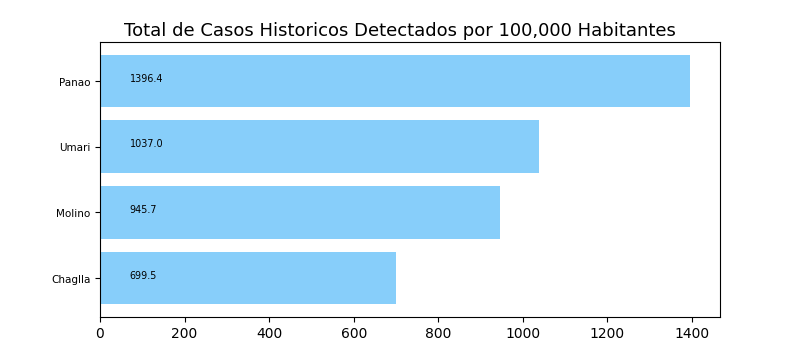 Total de Casos Historicos Detectados por 100,000 Habitantes
Panao 1396.4
Umari 1037.0
Molino 945.7
Chaglla 699.5
0 200 400 600 800 1000 1200 1400